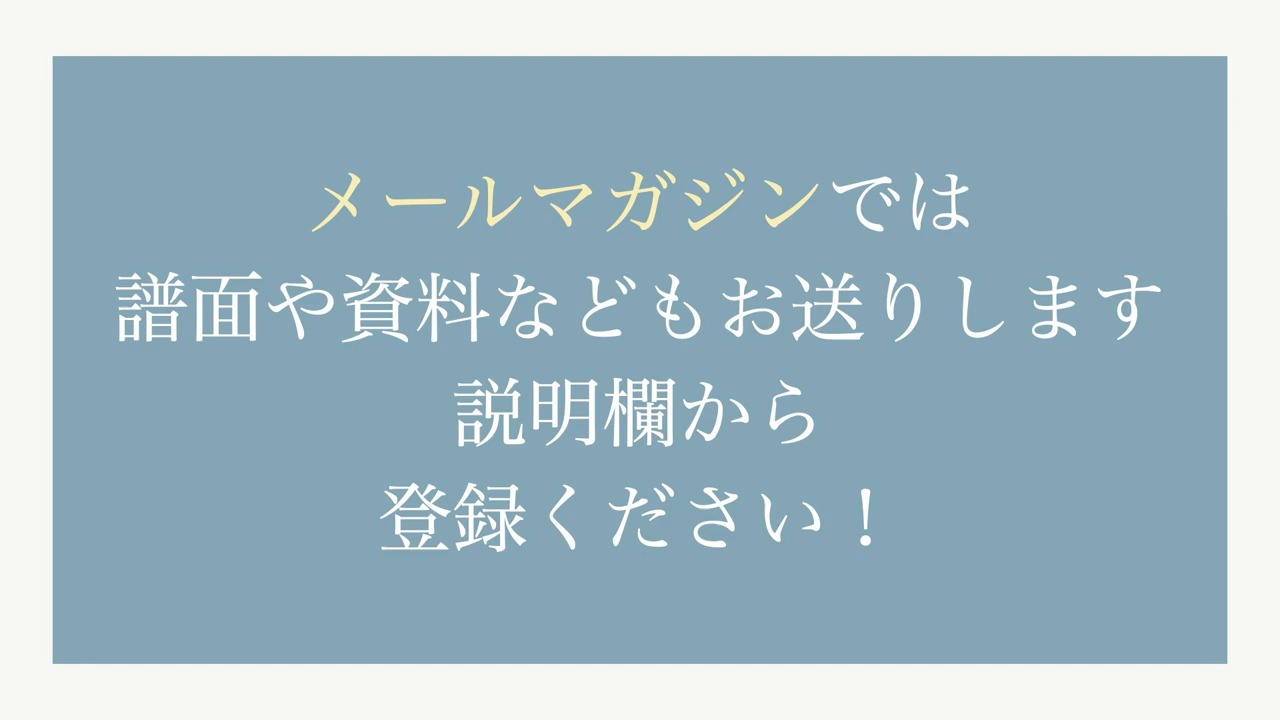 メールマガジンでは
譜面や資料などもお送りします
説明欄から
登録ください！